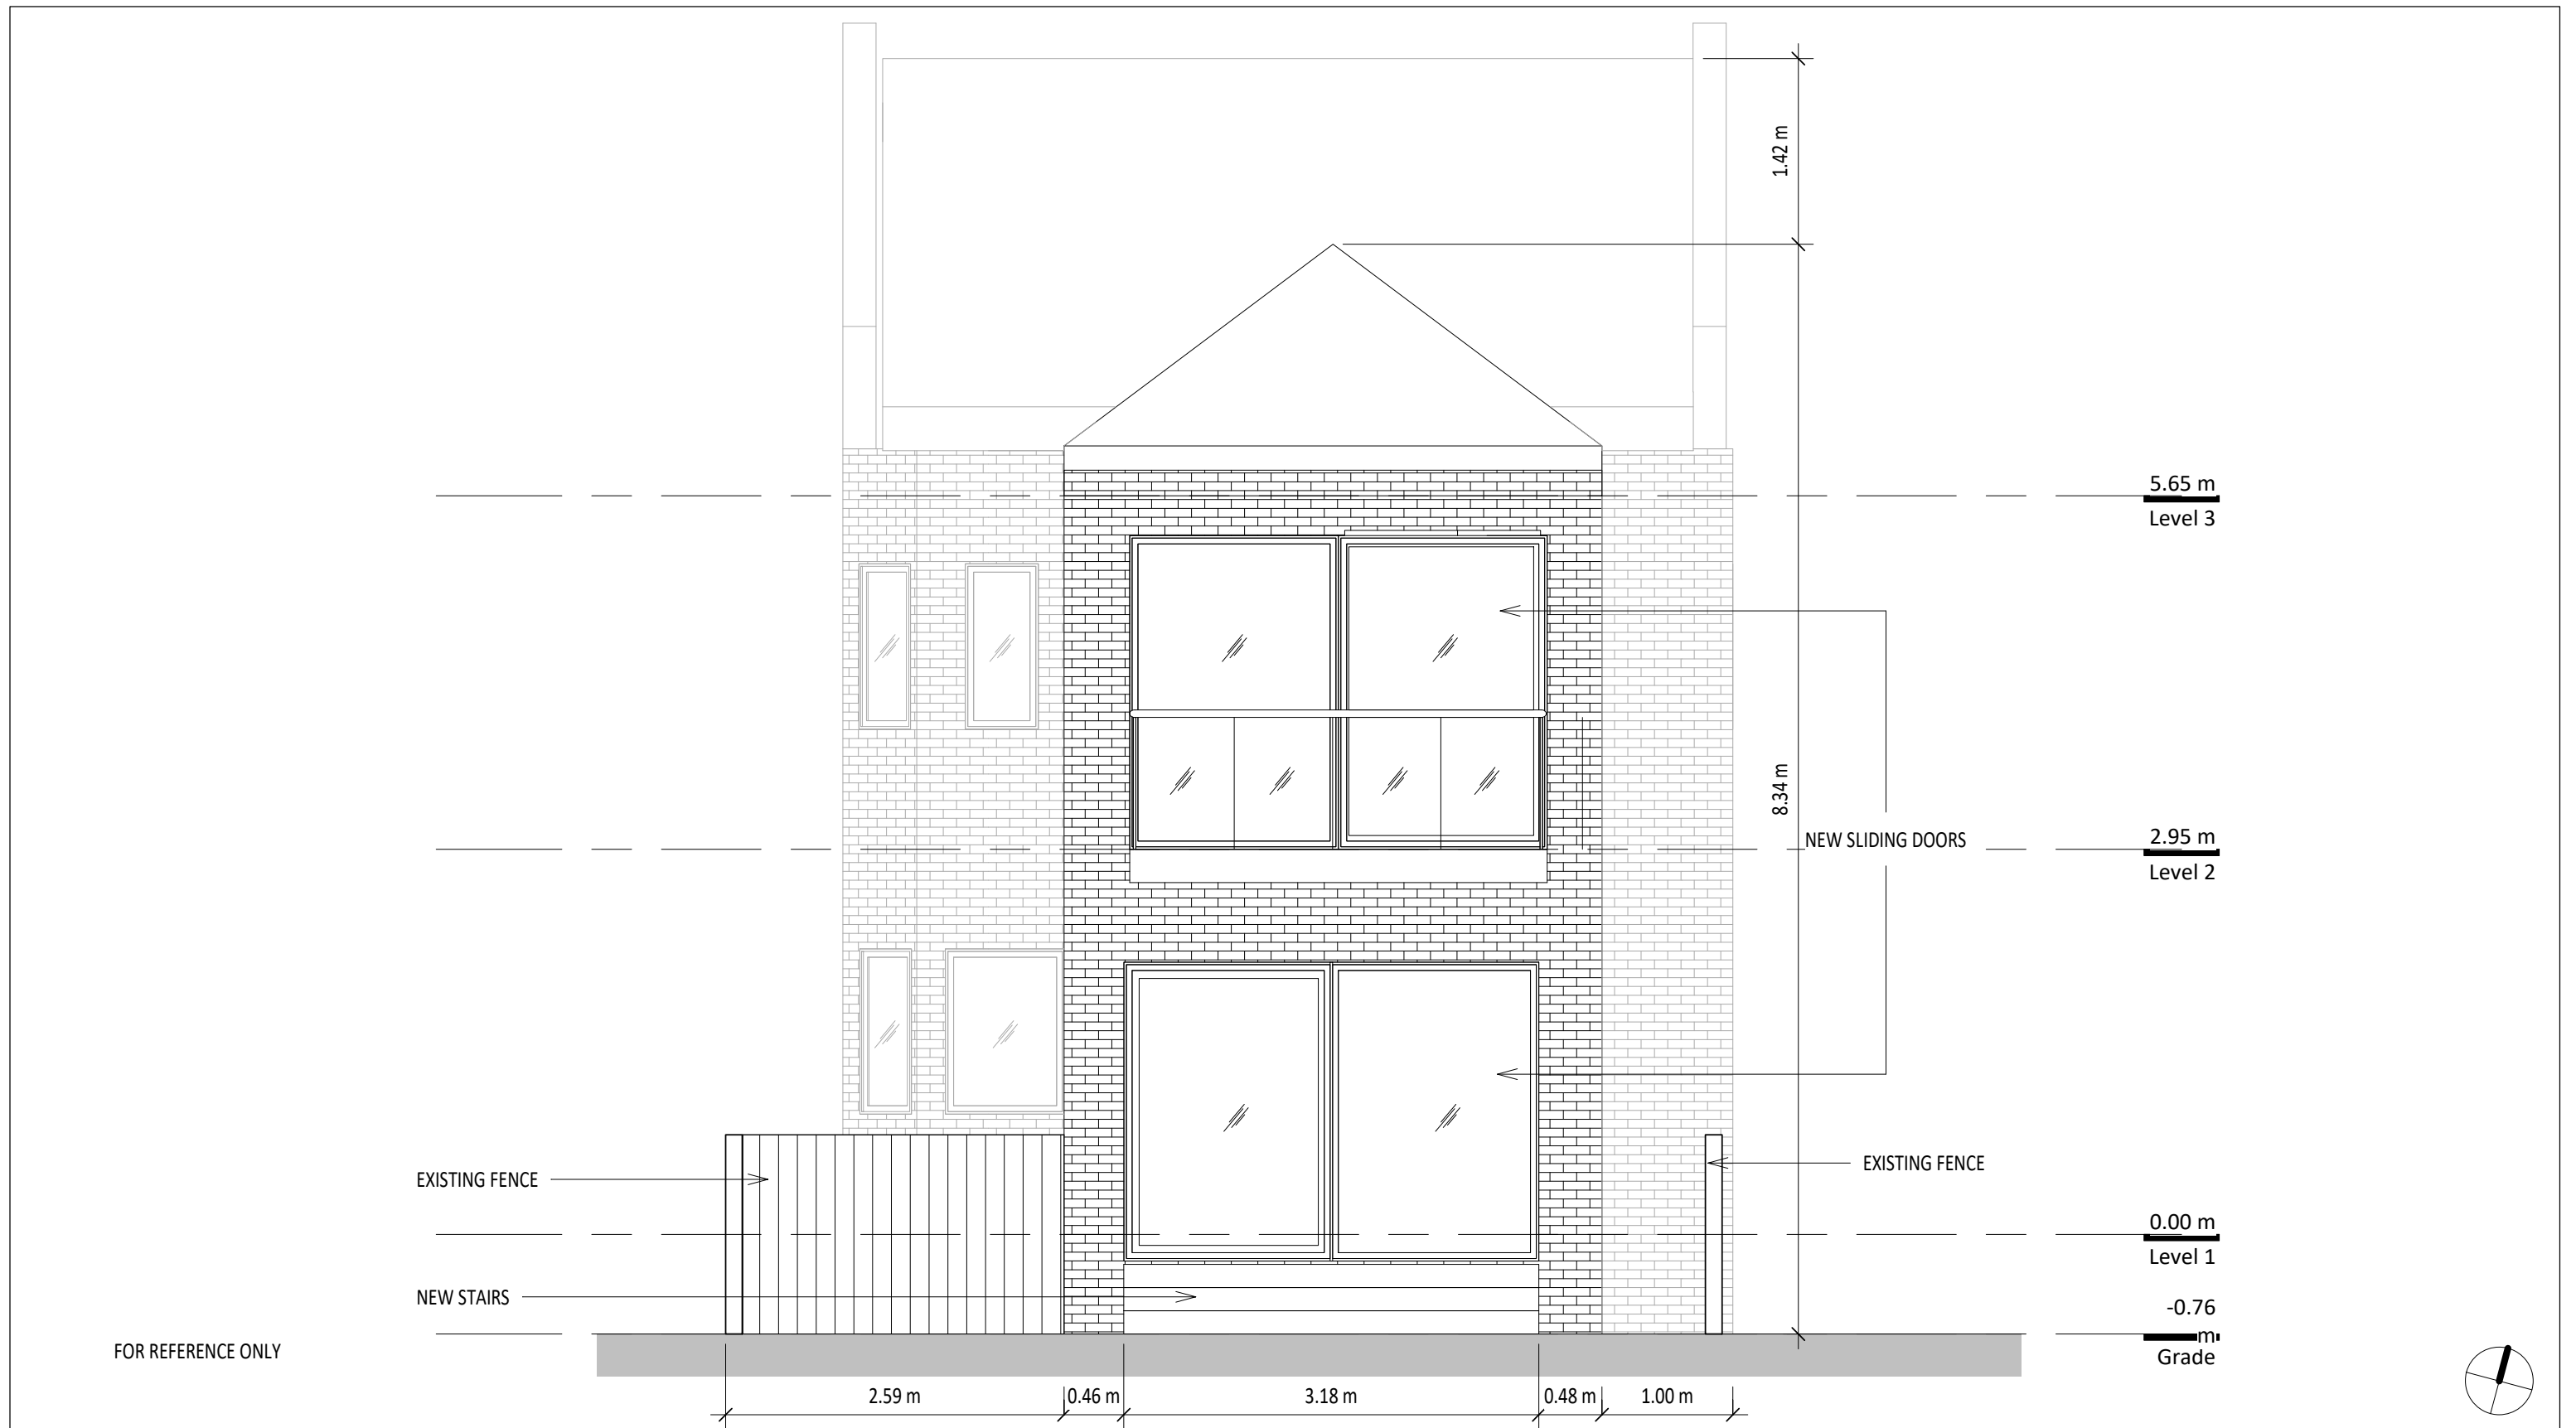 1.42 m
5.65 m
Level 3
8.34 m
NEW SLIDING DOORS
2.95 m
Level 2
EXISTING FENCE
EXISTING FENCE
0.00 m
Level 1
NEW STAIRS
-0.76
m
Grade
FOR REFERENCE ONLY
2.59 m
0.46 m
3.18 m
0.48 m
1.00 m